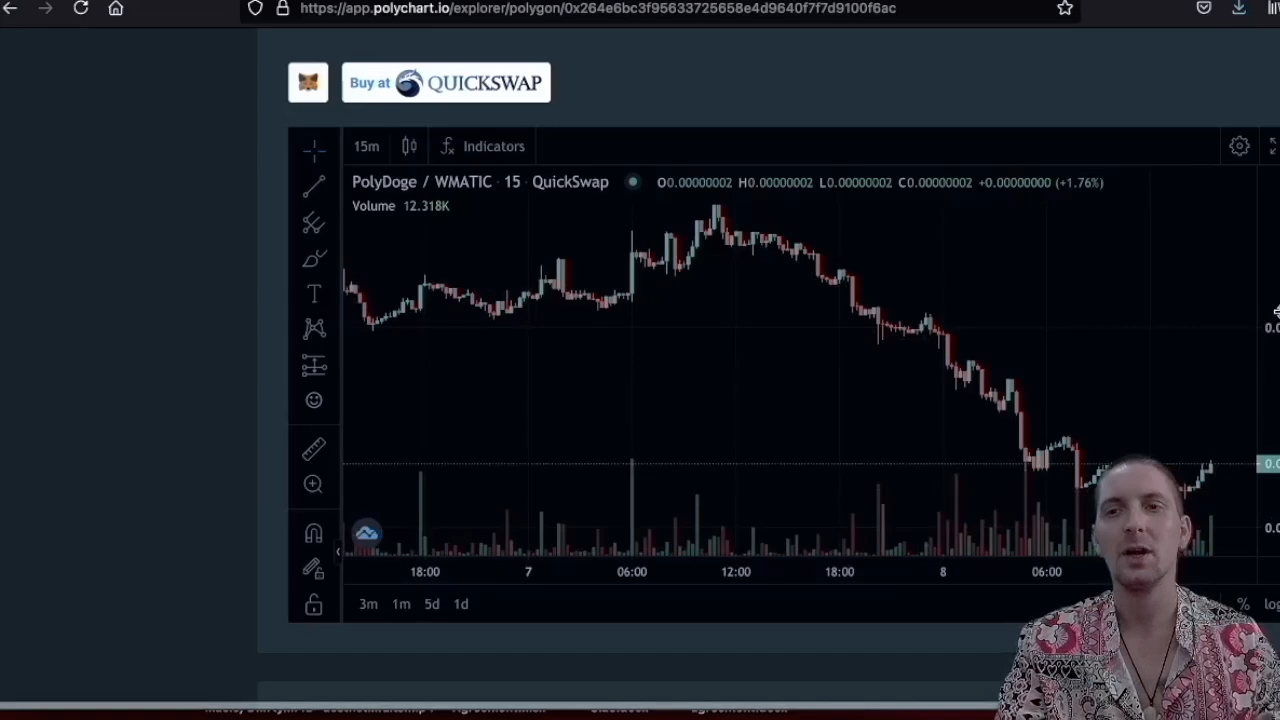 https://app.polychart.io/explorer/polygon/0x264e6bc3f95633725658e4d9640f7f7d9100f6ac
Buy at QUICKSWAP
15m Indicators
PolyDoge / WMATIC · 15 · QuickSwap O0.00000002 H0.00000002 L0.00000002 C0.00000002 +0.00000000 (+1.76%)
Volume 12.318K
18:00 7 06:00 12:00 18:00 8 06:00
3m 1m 5d 1d % log